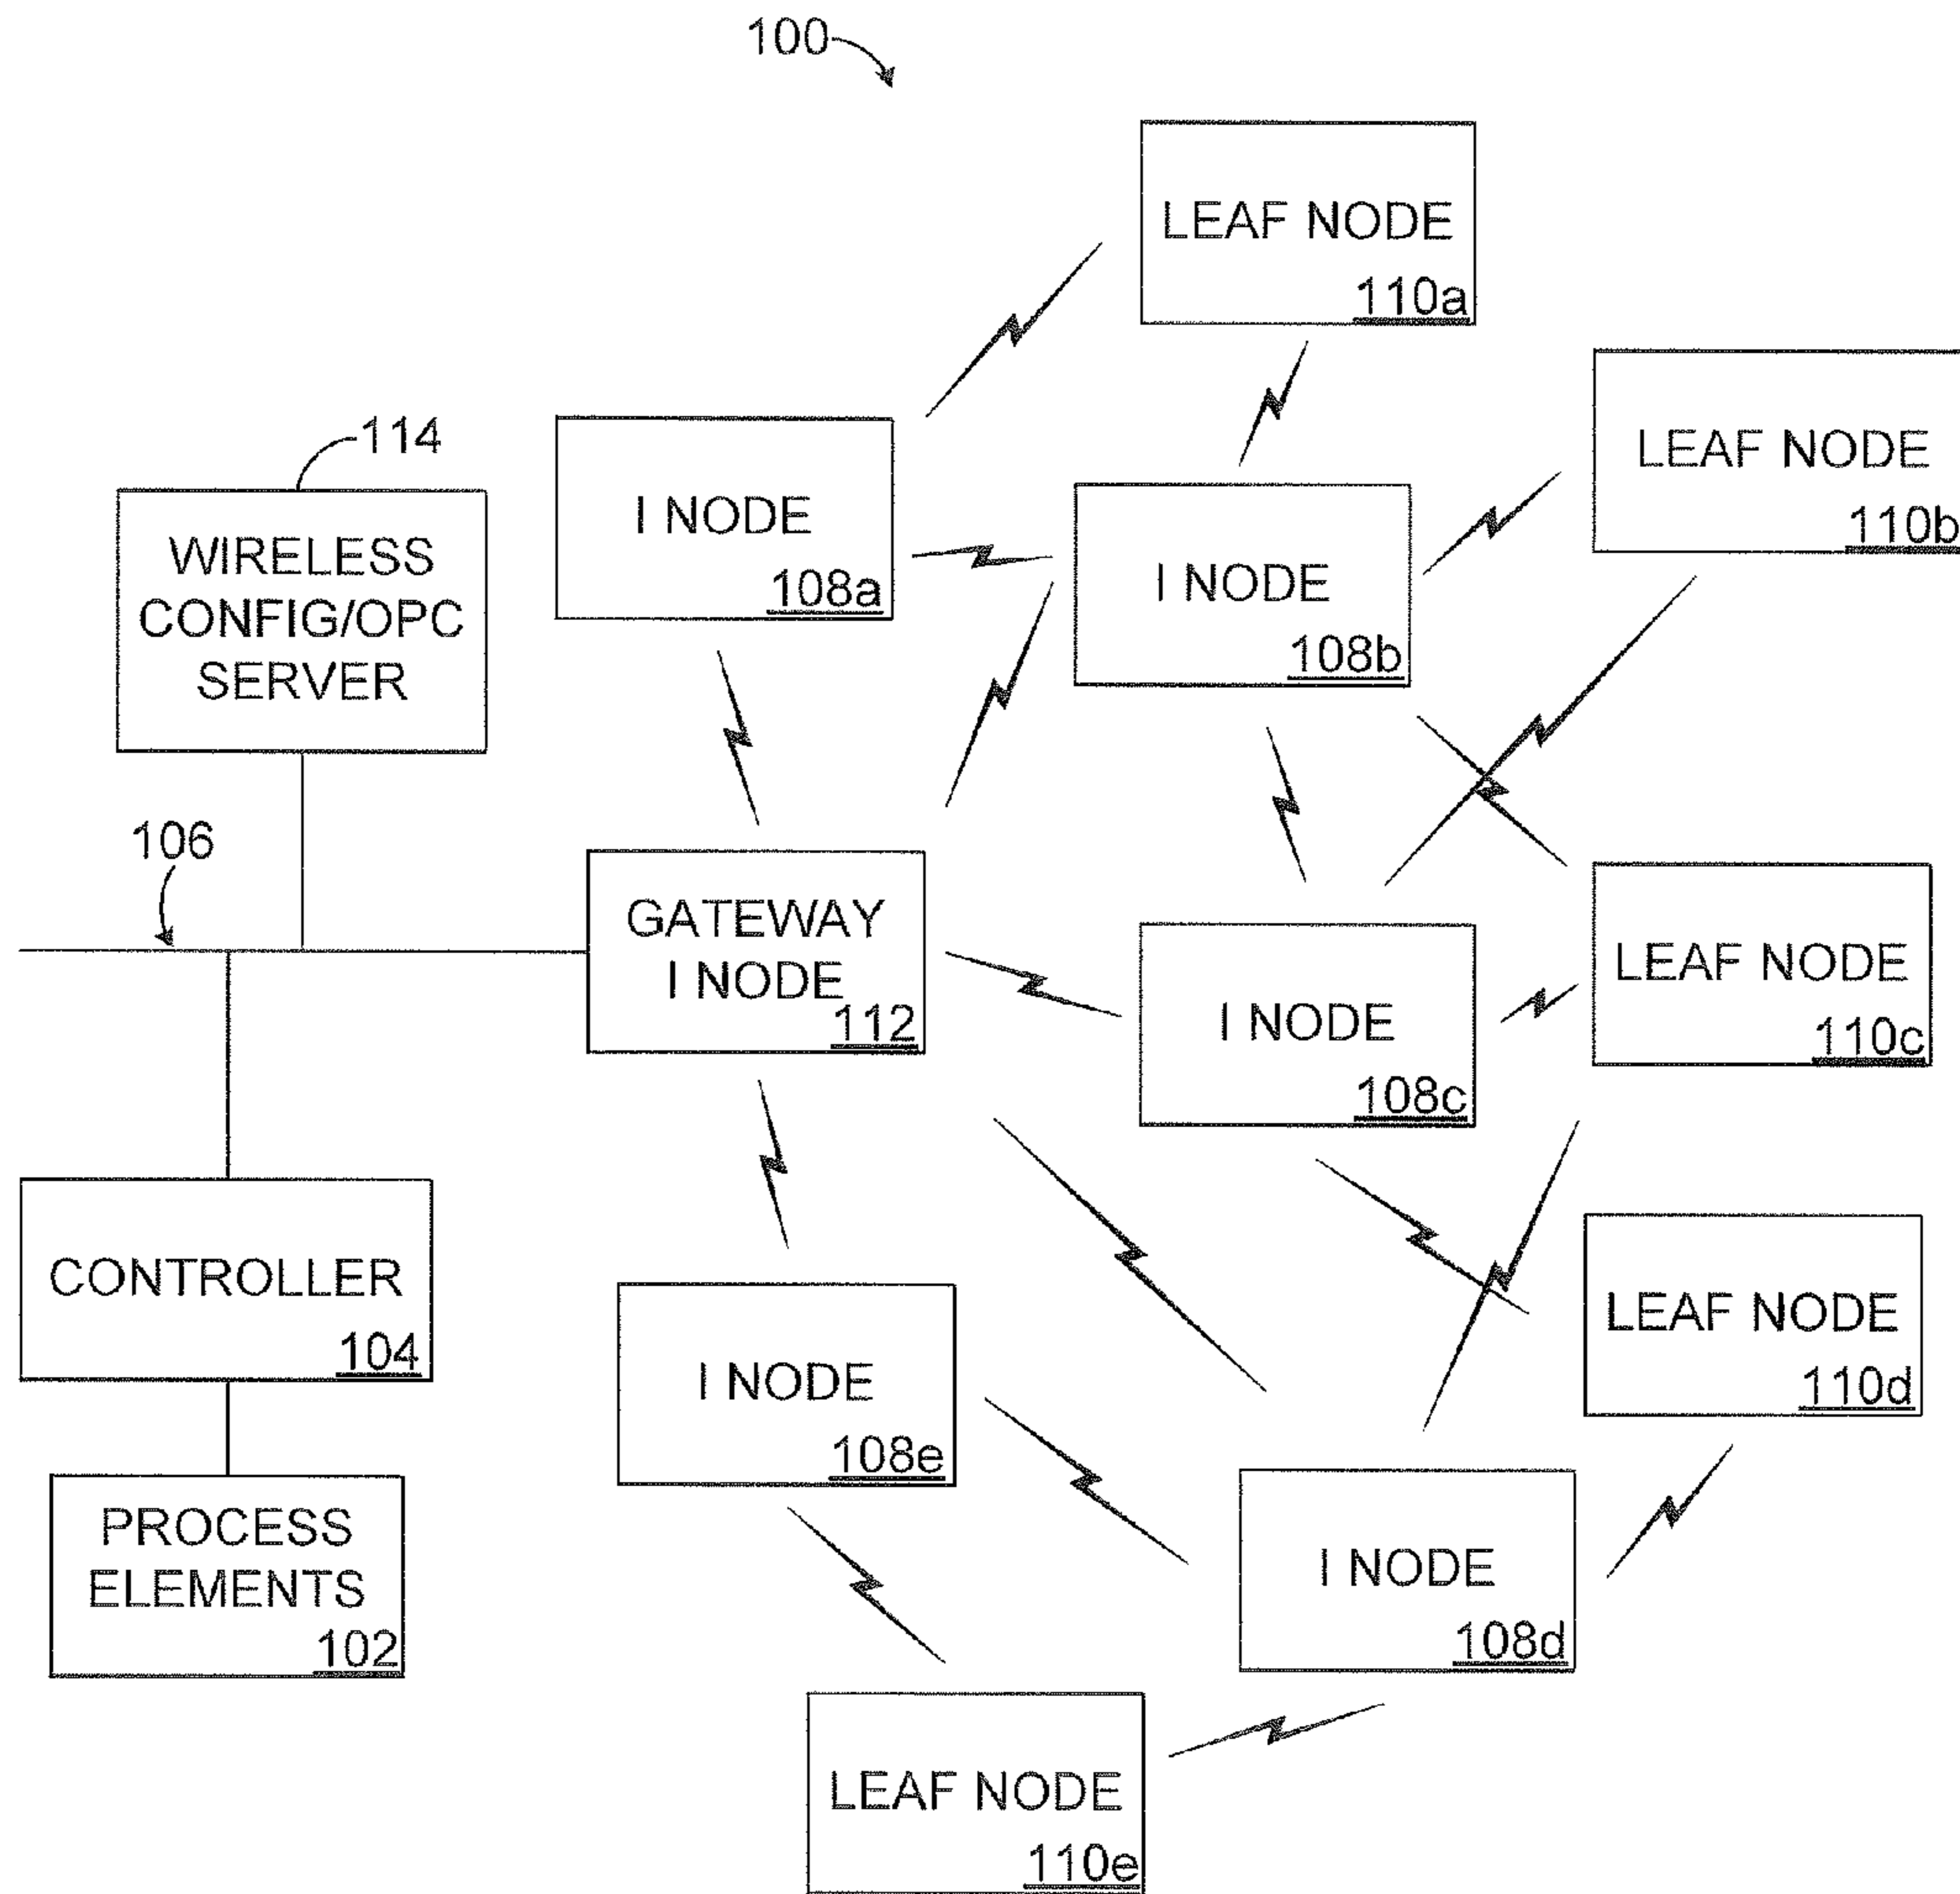 100
LEAF NODE
110a
LEAF NODE
110b
114
I NODE
108a
WIRELESS
CONFIG/OPC
SERVER
I NODE
108b
106
GATEWAY
I NODE
112
LEAF NODE
110c
I NODE
108c
CONTROLLER
104
LEAF NODE
110d
I NODE
108e
PROCESS
ELEMENTS
102
I NODE
108d
LEAF NODE
110e